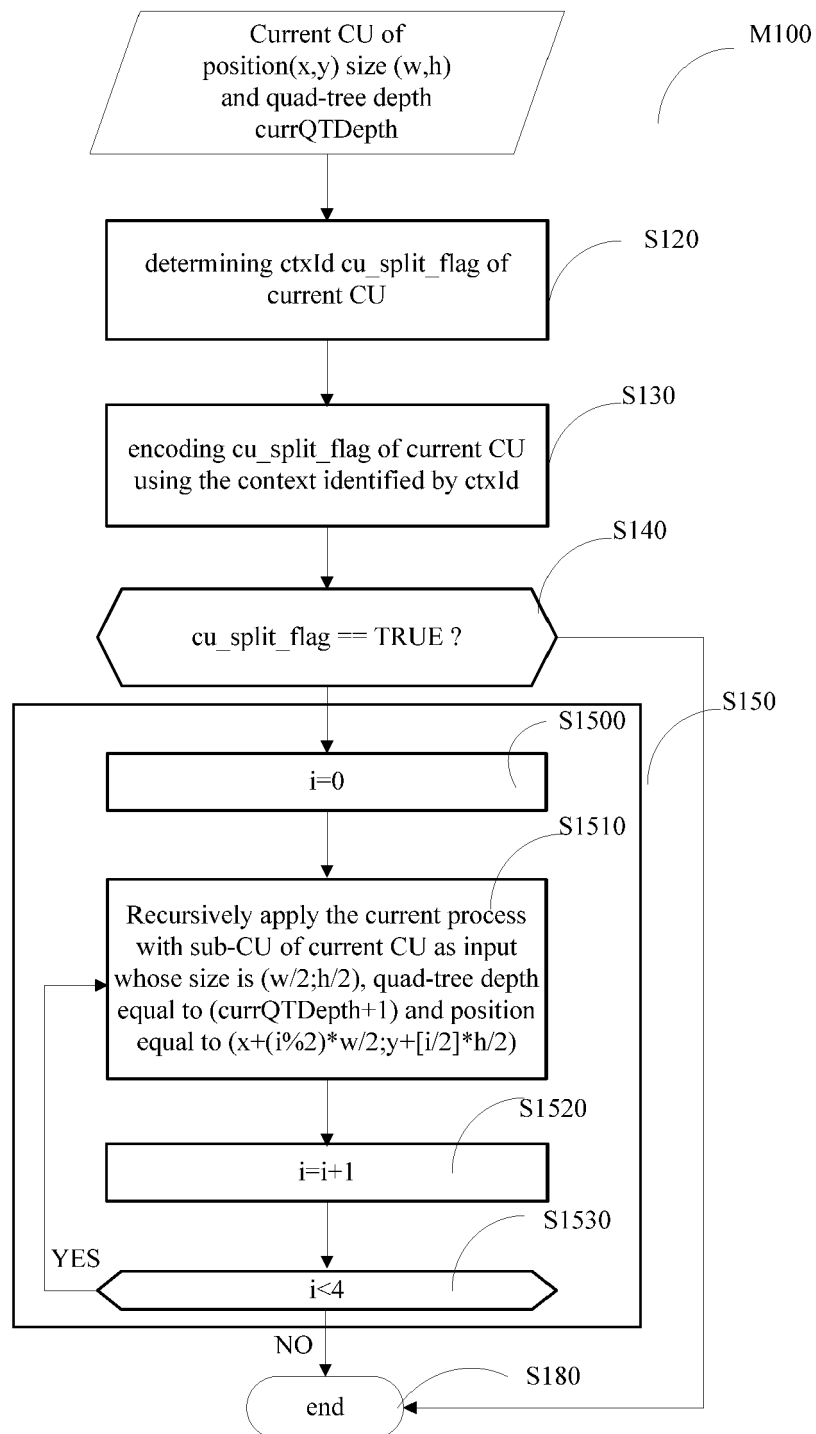 Current CU of
position(x,y) size (w,h)
and quad-tree depth
currQTDepth
M100
determining ctxId cu_split_flag of
current CU
S120
encoding cu_split_flag of current CU
using the context identified by ctxId
S130
cu_split_flag == TRUE ?
S140
S150
i=0
S1500
Recursively apply the current process
with sub-CU of current CU as input
whose size is (w/2;h/2), quad-tree depth
equal to (currQTDepth+1) and position
equal to (x+(i%2)*w/2;y+[i/2]*h/2)
S1510
i=i+1
S1520
i<4
S1530
YES
NO
end
S180